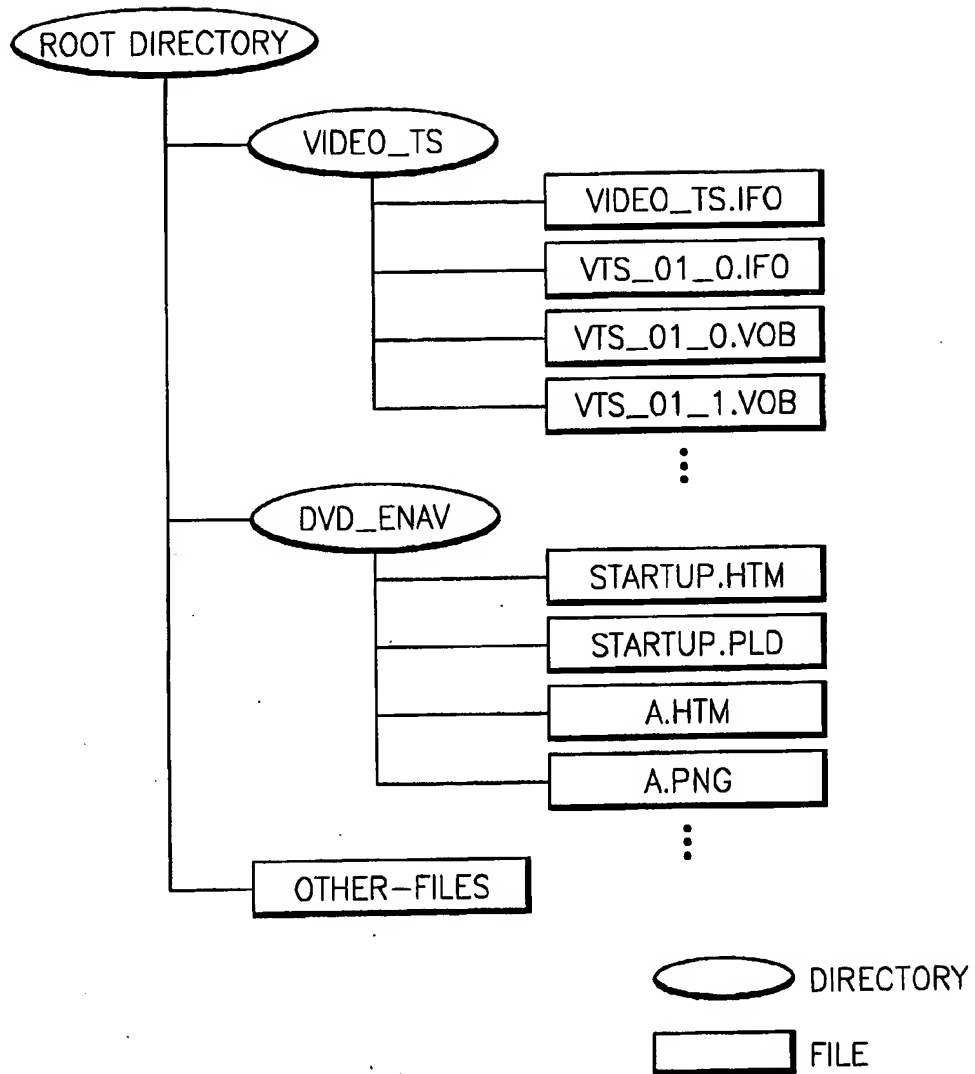 ROOT DIRECTORY
VIDEO_TS
VIDEO_TS.IFO
VTS_01_0.IFO
VTS_01_0.VOB
VTS_01_1.VOB
DVD_ENAV
STARTUP.HTM
STARTUP.PLD
A.HTM
A.PNG
OTHER-FILES
DIRECTORY
FILE